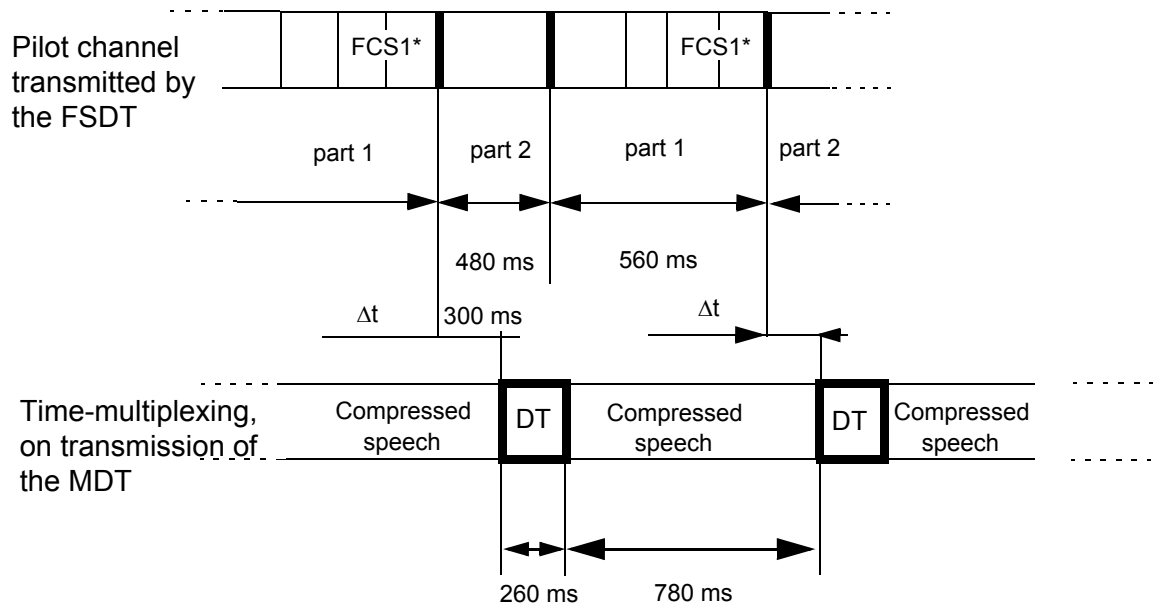 Pilot channel
transmitted by
the FSDT
FCS1*
FCS1*
part 1
part 2
part 1
part 2
480 ms
560 ms
Δt
300 ms
Δt
Time-multiplexing,
on transmission of
the MDT
Compressed
speech
DT
Compressed
speech
DT
Compressed
speech
260 ms
780 ms